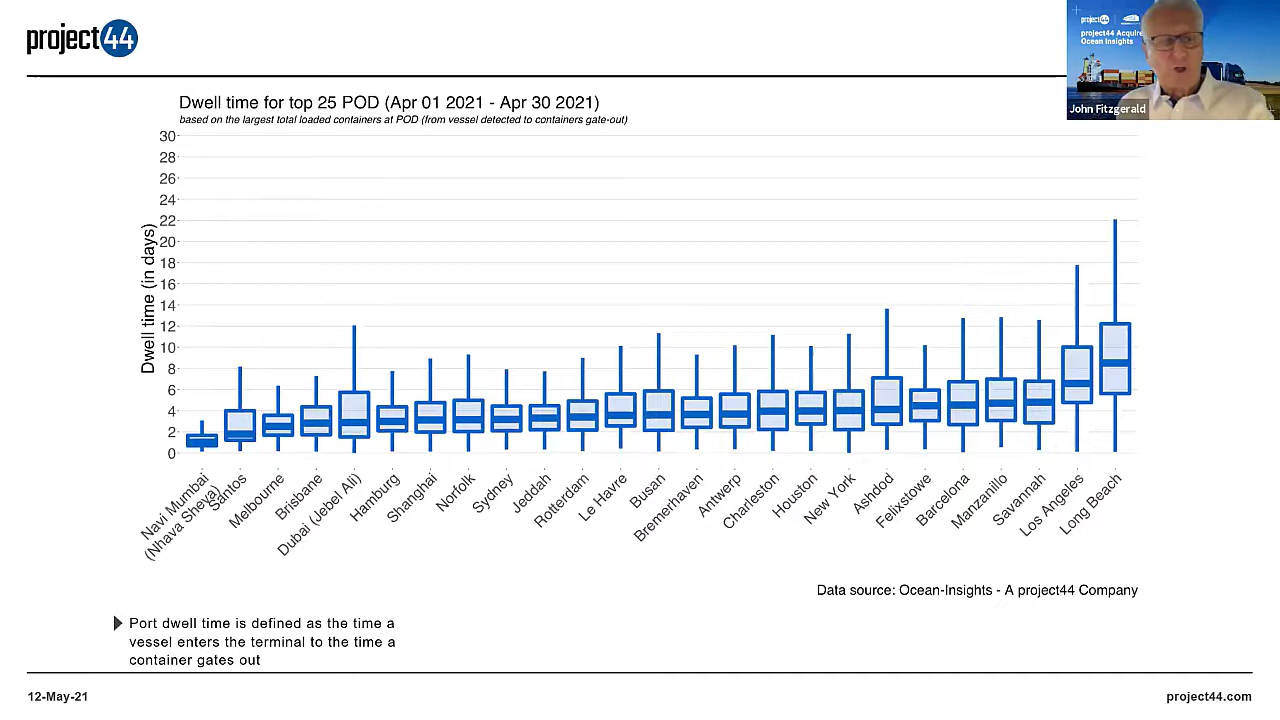 project44
project44
project44 Acquire
Ocean Insights
John Fitzgerald
Dwell time for top 25 POD (Apr 01 2021 - Apr 30 2021)
based on the largest total loaded containers at POD (from vessel detected to containers gate-out)
Dwell time (in days)
30
28
26
24
22
20
18
16
14
12
10
8
6
4
2
0
Navi Mumbai
(Nhava Sheva)
Santos
Melbourne
Brisbane
Dubai (Jebel Ali)
Hamburg
Shanghai
Norfolk
Sydney
Jeddah
Rotterdam
Le Havre
Busan
Bremerhaven
Antwerp
Charleston
Houston
New York
Ashdod
Felixstowe
Barcelona
Manzanillo
Savannah
Los Angeles
Long Beach
Data source: Ocean-Insights - A project44 Company
Port dwell time is defined as the time a
vessel enters the terminal to the time a
container gates out
12-May-21
project44.com